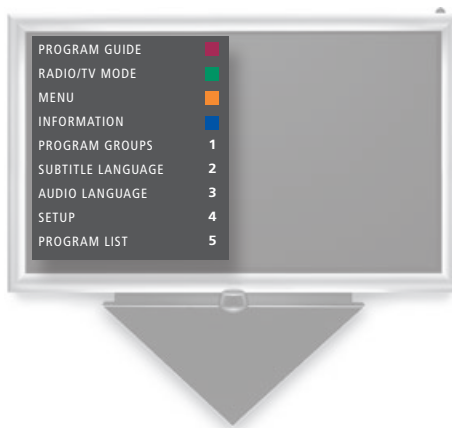 PROGRAM GUIDE
RADIO/TV MODE
MENU
INFORMATION
PROGRAM GROUPS 1
SUBTITLE LANGUAGE 2
AUDIO LANGUAGE 3
SETUP 4
PROGRAM LIST 5